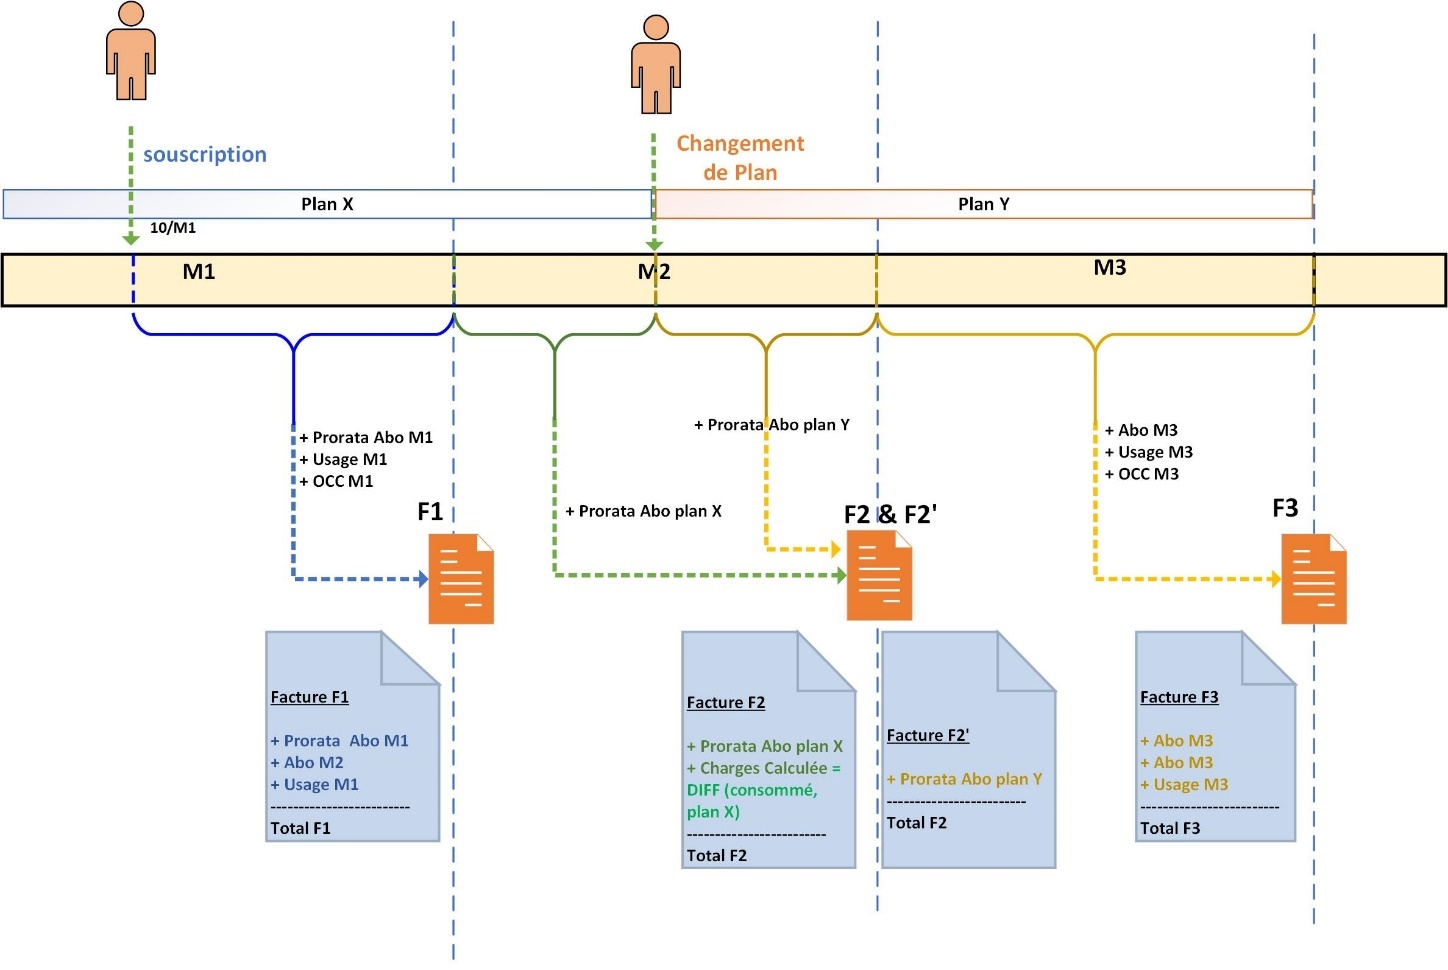 souscription
Changement
de Plan
Plan X
Plan Y
10/M1
M1
M2
M3
+ Prorata Abo M1
+ Usage M1
+ OCC M1
+ Prorata Abo plan X
+ Prorata Abo plan Y
+ Abo M3
+ Usage M3
+ OCC M3
F1
F2 & F2'
F3
Facture F1
+ Prorata  Abo M1
+ Abo M2
+ Usage M1
--------------------------
Total F1
Facture F2
+ Prorata Abo plan X
+ Charges Calculée =
DIFF (consommé,
plan X)
--------------------------
Total F2
Facture F2'
+ Prorata Abo plan Y
--------------------------
Total F2
Facture F3
+ Abo M3
+ Abo M3
+ Usage M3
--------------------------
Total F3